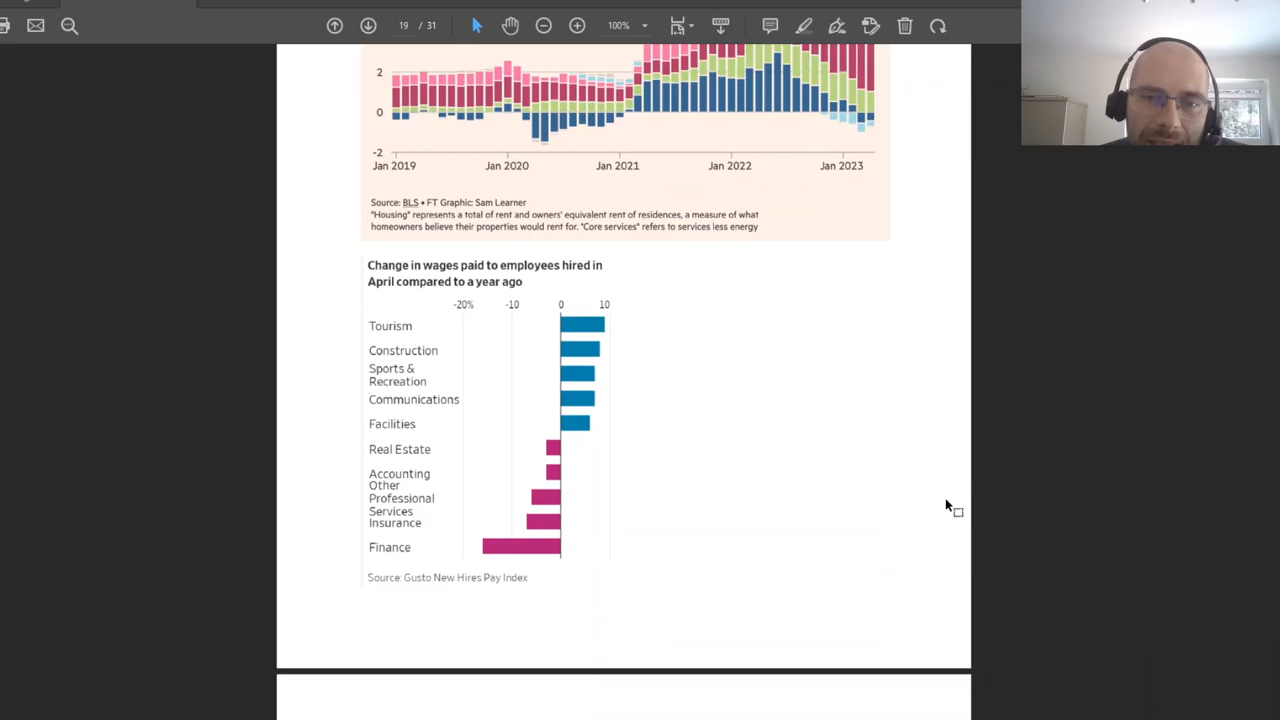 19 / 31
100%
2
0
-2
Jan 2019 Jan 2020 Jan 2021 Jan 2022 Jan 2023
Source: BLS • FT Graphic: Sam Learner
"Housing" represents a total of rent and owners' equivalent rent of residences, a measure of what
homeowners believe their properties would rent for. "Core services" refers to services less energy
Change in wages paid to employees hired in
April compared to a year ago
-20% -10 0 10
Tourism
Construction
Sports &
Recreation
Communications
Facilities
Real Estate
Accounting
Other
Professional
Services
Insurance
Finance
Source: Gusto New Hires Pay Index